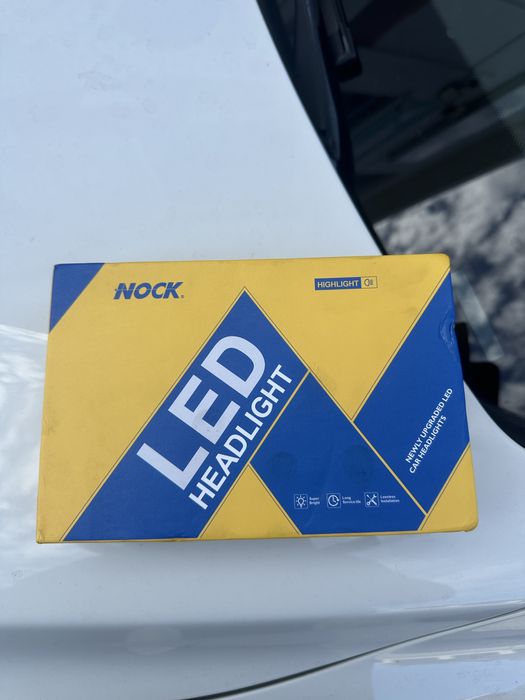 NOCK®
HIGHLIGHT
LED
HEADLIGHT
NEWLY UPGRADED LED
CAR HEADLIGHTS
Super
Bright
Long
Service life
Lossless
Installation